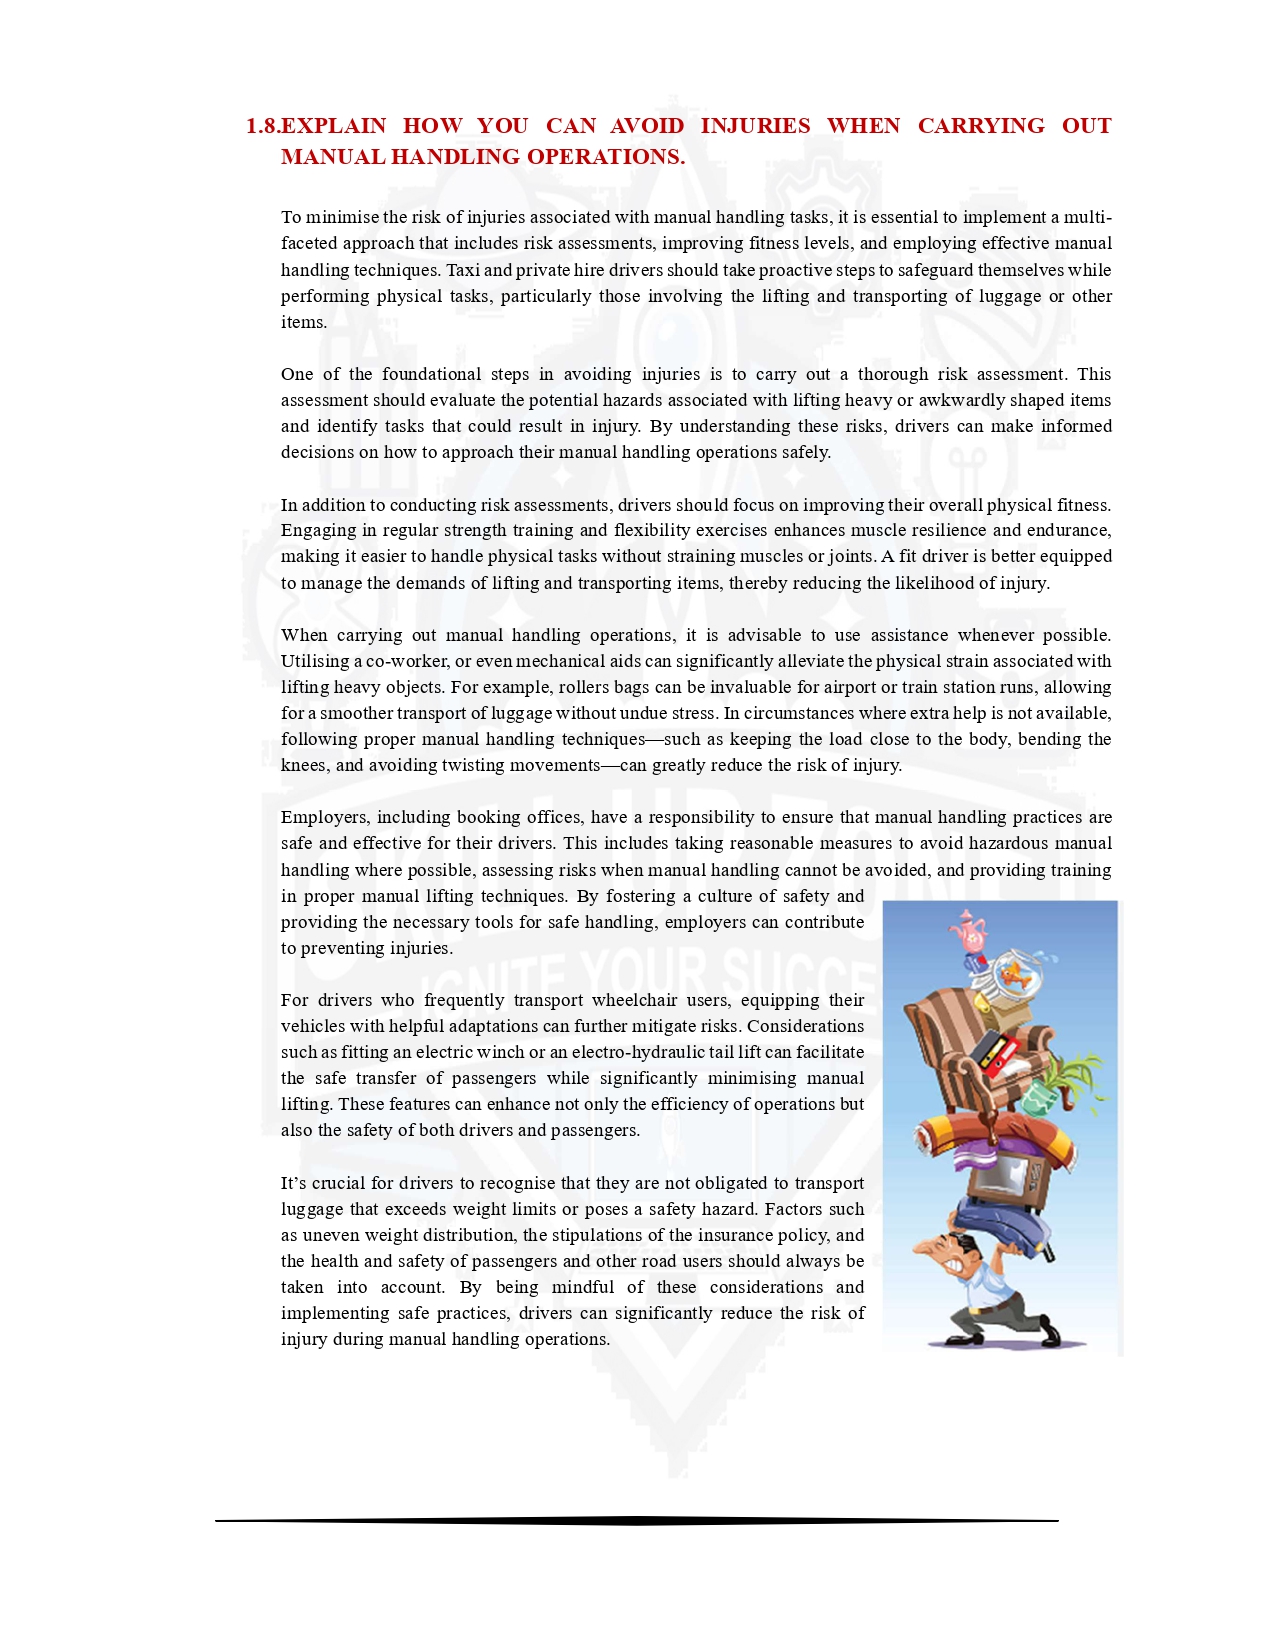 1.8.EXPLAIN HOW YOU CAN AVOID INJURIES WHEN CARRYING OUT
MANUAL HANDLING OPERATIONS.
To minimise the risk of injuries associated with manual handling tasks, it is essential to implement a multi-
faceted approach that includes risk assessments, improving fitness levels, and employing effective manual
handling techniques. Taxi and private hire drivers should take proactive steps to safeguard themselves while
performing physical tasks, particularly those involving the lifting and transporting of luggage or other
items.
One of the foundational steps in avoiding injuries is to carry out a thorough risk assessment. This
assessment should evaluate the potential hazards associated with lifting heavy or awkwardly shaped items
and identify tasks that could result in injury. By understanding these risks, drivers can make informed
decisions on how to approach their manual handling operations safely.
In addition to conducting risk assessments, drivers should focus on improving their overall physical fitness.
Engaging in regular strength training and flexibility exercises enhances muscle resilience and endurance,
making it easier to handle physical tasks without straining muscles or joints. A fit driver is better equipped
to manage the demands of lifting and transporting items, thereby reducing the likelihood of injury.
When carrying out manual handling operations, it is advisable to use assistance whenever possible.
Utilising a co-worker, or even mechanical aids can significantly alleviate the physical strain associated with
lifting heavy objects. For example, rollers bags can be invaluable for airport or train station runs, allowing
for a smoother transport of luggage without undue stress. In circumstances where extra help is not available,
following proper manual handling techniques—such as keeping the load close to the body, bending the
knees, and avoiding twisting movements—can greatly reduce the risk of injury.
Employers, including booking offices, have a responsibility to ensure that manual handling practices are
safe and effective for their drivers. This includes taking reasonable measures to avoid hazardous manual
handling where possible, assessing risks when manual handling cannot be avoided, and providing training
in proper manual lifting techniques. By fostering a culture of safety and
providing the necessary tools for safe handling, employers can contribute
to preventing injuries.
IGNITE YOUR SUCCE
For drivers who frequently transport wheelchair users, equipping their
vehicles with helpful adaptations can further mitigate risks. Considerations
such as fitting an electric winch or an electro-hydraulic tail lift can facilitate
the safe transfer of passengers while significantly minimising manual
lifting. These features can enhance not only the efficiency of operations but
also the safety of both drivers and passengers.
It’s crucial for drivers to recognise that they are not obligated to transport
luggage that exceeds weight limits or poses a safety hazard. Factors such
as uneven weight distribution, the stipulations of the insurance policy, and
the health and safety of passengers and other road users should always be
taken into account. By being mindful of these considerations and
implementing safe practices, drivers can significantly reduce the risk of
injury during manual handling operations.